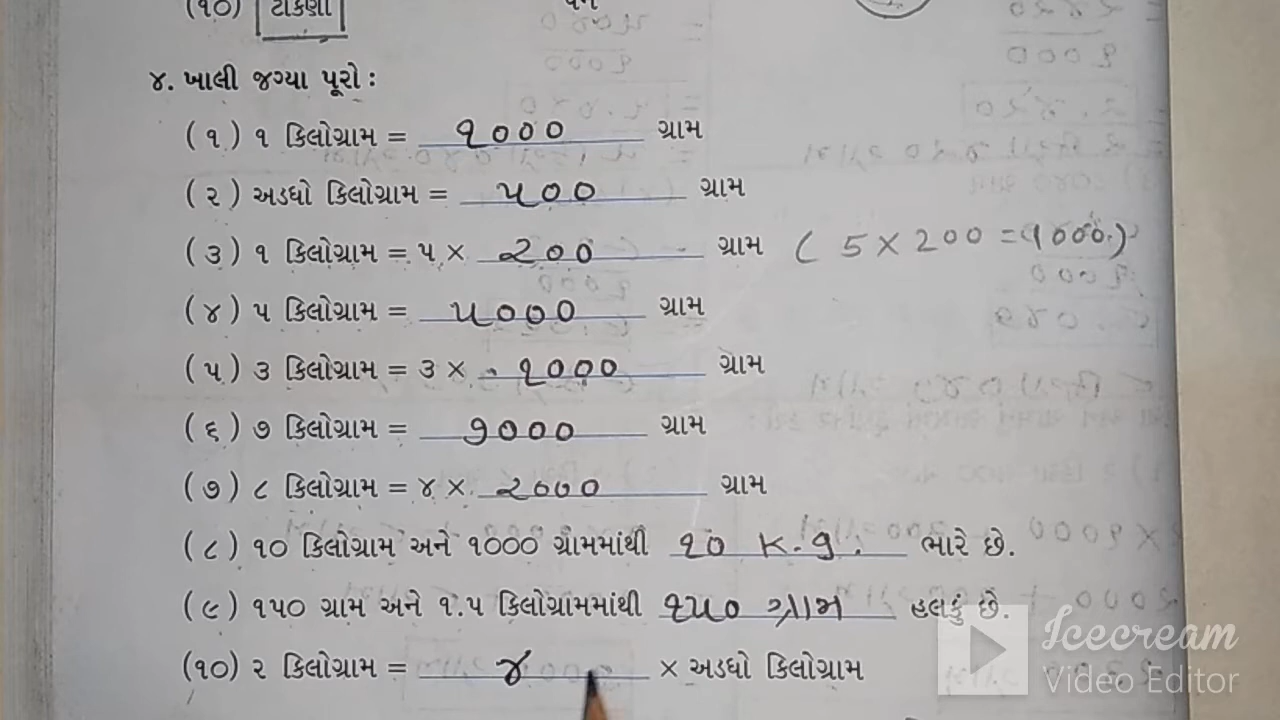 (૧૦) ટાંકણી
૪. ખાલી જગ્યા પૂરો :
(૧) ૧ કિલોગ્રામ = ૧૦૦૦ ગ્રામ
(૨) અડધો કિલોગ્રામ = ૫૦૦ ગ્રામ
(૩) ૧ કિલોગ્રામ = ૫ × ૨૦૦ ગ્રામ ( 5 × 200 = 1000 )
(૪) ૫ કિલોગ્રામ = ૫૦૦૦ ગ્રામ
(૫) ૩ કિલોગ્રામ = ૩ × ૧૦૦૦ ગ્રામ
(૬) ૭ કિલોગ્રામ = ૭૦૦૦ ગ્રામ
(૭) ૮ કિલોગ્રામ = ૪ × ૨૦૦૦ ગ્રામ
(૮) ૧૦ કિલોગ્રામ અને ૧૦૦૦ ગ્રામમાંથી ૧૦ K.g. ભારે છે.
(૯) ૧૫૦ ગ્રામ અને ૧.૫ કિલોગ્રામમાંથી ૧૫૦ ગ્રામ હલકું છે.
(૧૦) ૨ કિલોગ્રામ = ૪ × અડધો કિલોગ્રામ
Icecream
Video Editor